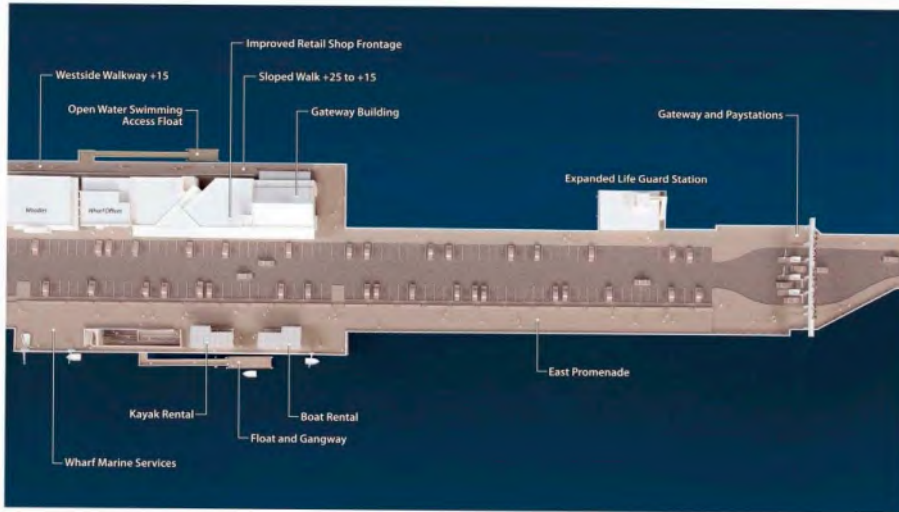 Improved Retail Shop Frontage
Westside Walkway +15
Sloped Walk +25 to +15
Open Water Swimming
Access Float
Gateway Building
Gateway and Paystations
Expanded Life Guard Station
Wharf Offices
East Promenade
Kayak Rental
Boat Rental
Float and Gangway
Wharf Marine Services